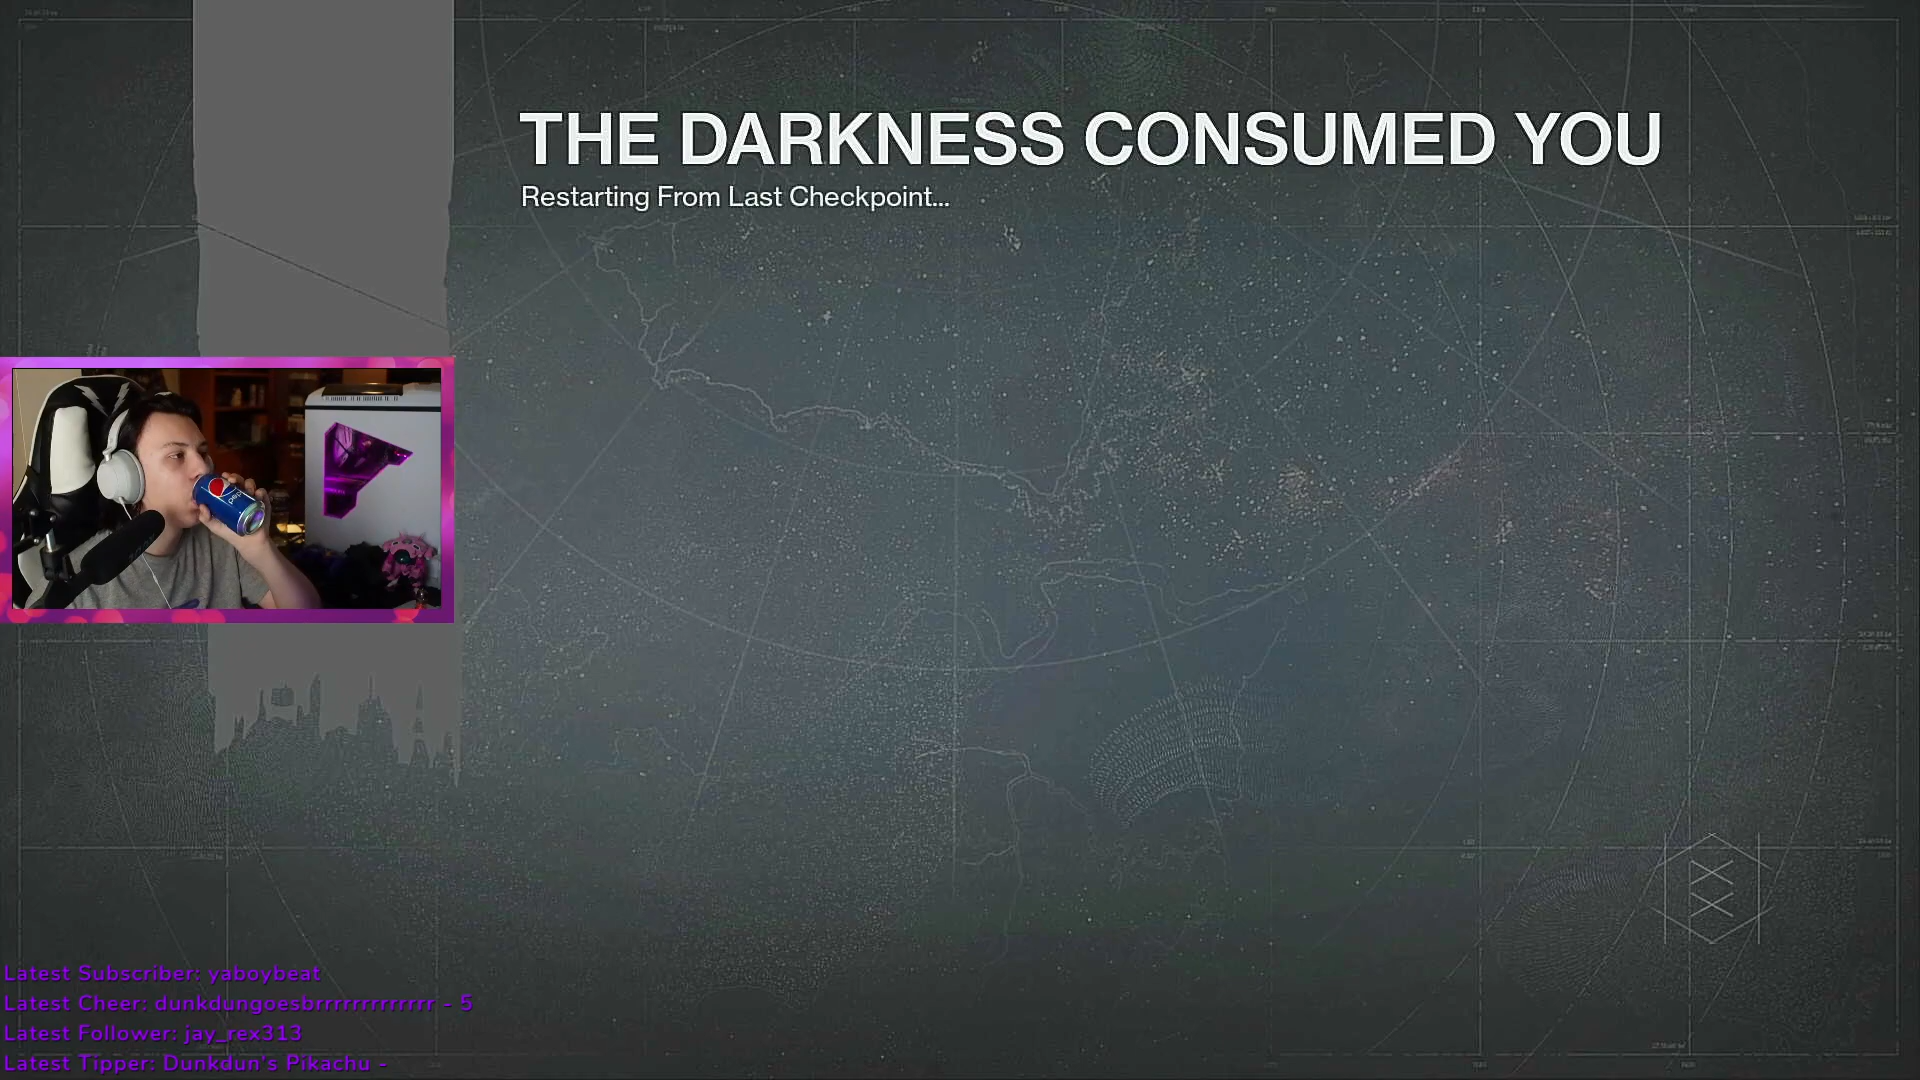 THE DARKNESS CONSUMED YOU
Restarting From Last Checkpoint...
pepsi
Latest Subscriber: yaboybeat
Latest Cheer: dunkdungoesbrrrrrrrrrrrrr - 5
Latest Follower: jay_rex313
Latest Tipper: Dunkdun's Pikachu -